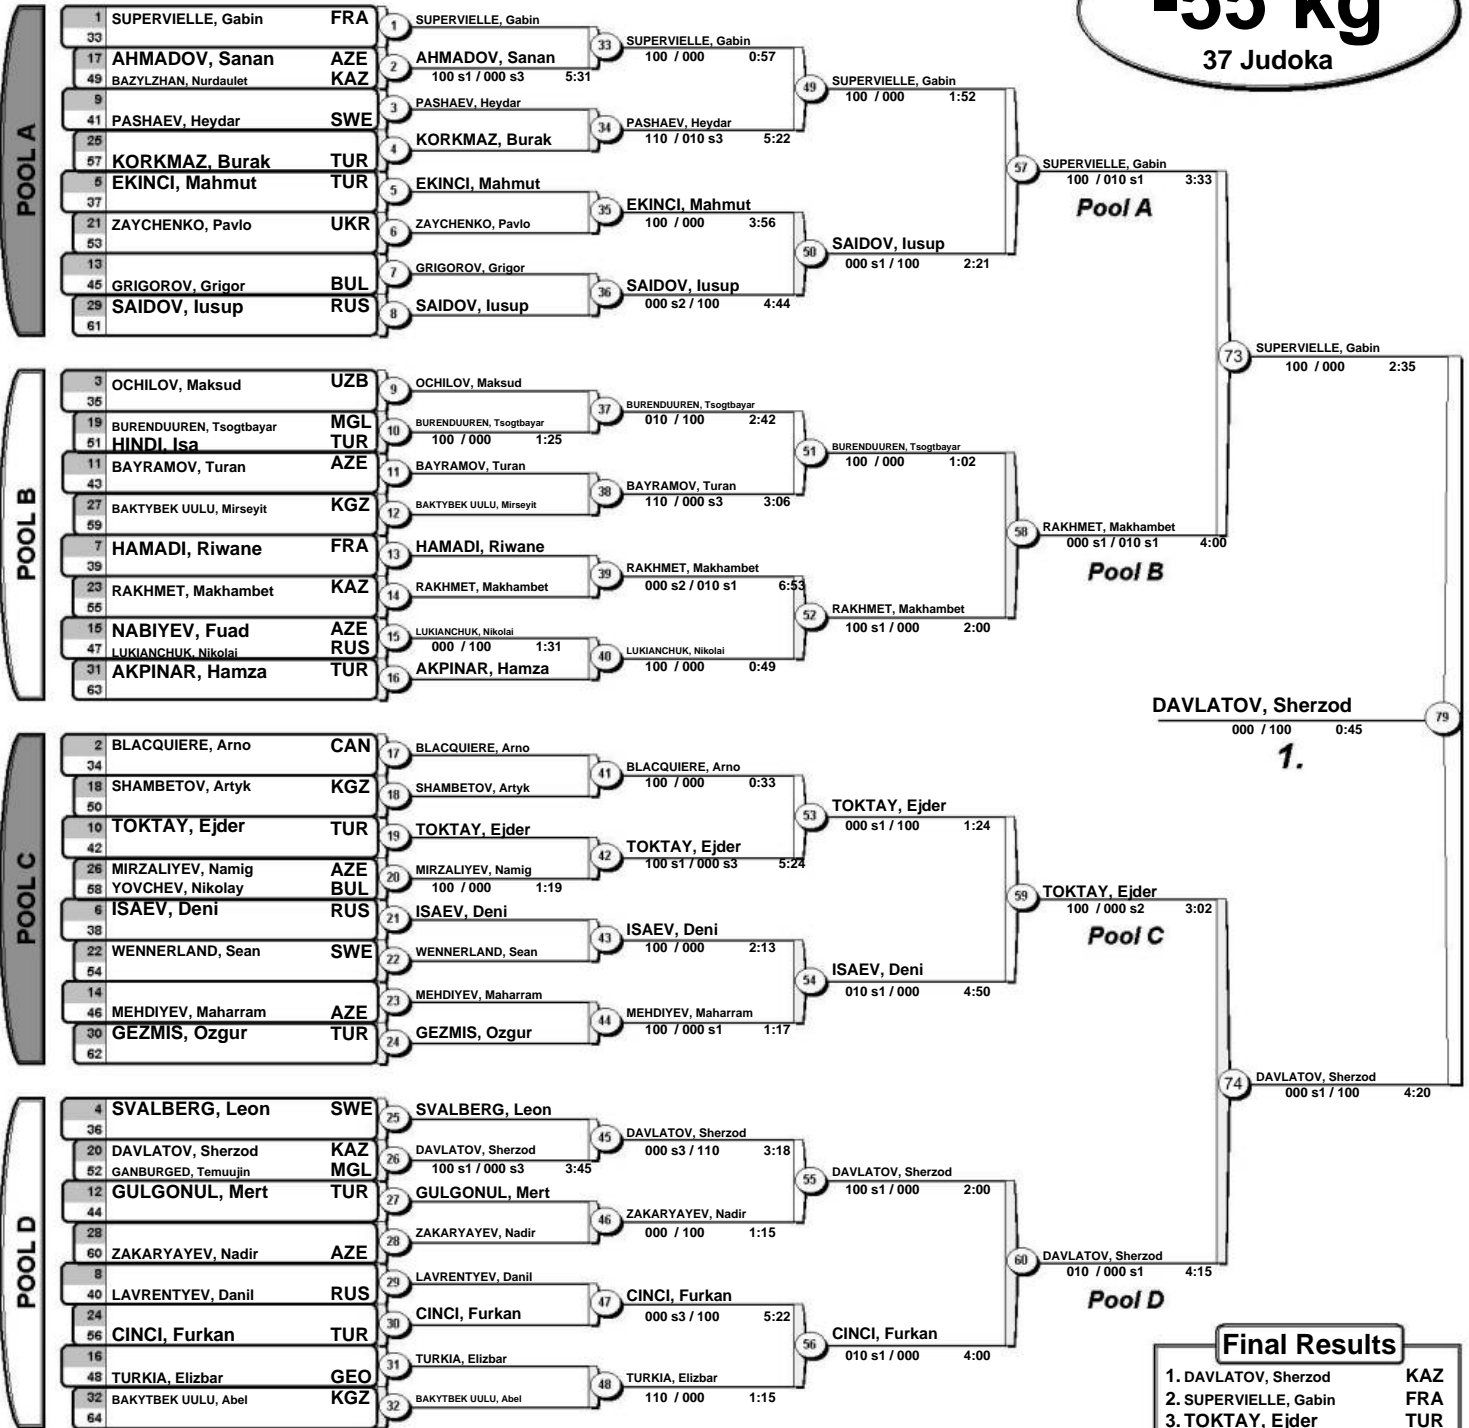 -55 kg
37 Judoka
POOL A
1 SUPERVIELLE, Gabin FRA
33
17 AHMADOV, Sanan AZE
49 BAZYLZHAN, Nurdaulet KAZ
9
41 PASHAEV, Heydar SWE
25
57 KORKMAZ, Burak TUR
5 EKINCI, Mahmut TUR
37
21 ZAYCHENKO, Pavlo UKR
53
13
45 GRIGOROV, Grigor BUL
29 SAIDOV, Iusup RUS
61
1 SUPERVIELLE, Gabin
2 AHMADOV, Sanan
100 s1 / 000 s3 5:31
3 PASHAEV, Heydar
4 KORKMAZ, Burak
5 EKINCI, Mahmut
6 ZAYCHENKO, Pavlo
7 GRIGOROV, Grigor
8 SAIDOV, Iusup
33 SUPERVIELLE, Gabin
100 / 000 0:57
34 PASHAEV, Heydar
110 / 010 s3 5:22
35 EKINCI, Mahmut
100 / 000 3:56
36 SAIDOV, Iusup
000 s2 / 100 4:44
49 SUPERVIELLE, Gabin
100 / 000 1:52
50 SAIDOV, Iusup
000 s1 / 100 2:21
57 SUPERVIELLE, Gabin
100 / 010 s1 3:33
Pool A
POOL B
3 OCHILOV, Maksud UZB
35
19 BURENDUUREN, Tsogtbayar MGL
51 HINDI, Isa TUR
11 BAYRAMOV, Turan AZE
43
27 BAKTYBEK UULU, Mirseyit KGZ
59
7 HAMADI, Riwane FRA
39
23 RAKHMET, Makhambet KAZ
55
15 NABIYEV, Fuad AZE
47 LUKIANCHUK, Nikolai RUS
31 AKPINAR, Hamza TUR
63
9 OCHILOV, Maksud
10 BURENDUUREN, Tsogtbayar
100 / 000 1:25
11 BAYRAMOV, Turan
12 BAKTYBEK UULU, Mirseyit
13 HAMADI, Riwane
14 RAKHMET, Makhambet
15 LUKIANCHUK, Nikolai
000 / 100 1:31
16 AKPINAR, Hamza
37 BURENDUUREN, Tsogtbayar
010 / 100 2:42
38 BAYRAMOV, Turan
110 / 000 s3 3:06
39 RAKHMET, Makhambet
000 s2 / 010 s1 6:53
40 LUKIANCHUK, Nikolai
100 / 000 0:49
51 BURENDUUREN, Tsogtbayar
100 / 000 1:02
52 RAKHMET, Makhambet
100 s1 / 000 2:00
58 RAKHMET, Makhambet
000 s1 / 010 s1 4:00
Pool B
73 SUPERVIELLE, Gabin
100 / 000 2:35
POOL C
2 BLACQUIERE, Arno CAN
34
18 SHAMBETOV, Artyk KGZ
50
10 TOKTAY, Ejder TUR
42
26 MIRZALIYEV, Namig AZE
58 YOVCHEV, Nikolay BUL
6 ISAEV, Deni RUS
38
22 WENNERLAND, Sean SWE
54
14
46 MEHDIYEV, Maharram AZE
30 GEZMIS, Ozgur TUR
62
17 BLACQUIERE, Arno
18 SHAMBETOV, Artyk
19 TOKTAY, Ejder
20 MIRZALIYEV, Namig
100 / 000 1:19
21 ISAEV, Deni
22 WENNERLAND, Sean
23 MEHDIYEV, Maharram
24 GEZMIS, Ozgur
41 BLACQUIERE, Arno
100 / 000 0:33
42 TOKTAY, Ejder
100 s1 / 000 s3 5:24
43 ISAEV, Deni
100 / 000 2:13
44 MEHDIYEV, Maharram
100 / 000 s1 1:17
53 TOKTAY, Ejder
000 s1 / 100 1:24
54 ISAEV, Deni
010 s1 / 000 4:50
59 TOKTAY, Ejder
100 / 000 s2 3:02
Pool C
POOL D
4 SVALBERG, Leon SWE
36
20 DAVLATOV, Sherzod KAZ
52 GANBURGED, Temuujin MGL
12 GULGONUL, Mert TUR
44
28
60 ZAKARYAYEV, Nadir AZE
8
40 LAVRENTYEV, Danil RUS
24
56 CINCI, Furkan TUR
16
48 TURKIA, Elizbar GEO
32 BAKYTBEK UULU, Abel KGZ
64
25 SVALBERG, Leon
26 DAVLATOV, Sherzod
100 s1 / 000 s3 3:45
27 GULGONUL, Mert
28 ZAKARYAYEV, Nadir
29 LAVRENTYEV, Danil
30 CINCI, Furkan
31 TURKIA, Elizbar
32 BAKYTBEK UULU, Abel
45 DAVLATOV, Sherzod
000 s3 / 110 3:18
46 ZAKARYAYEV, Nadir
000 / 100 1:15
47 CINCI, Furkan
000 s3 / 100 5:22
48 TURKIA, Elizbar
110 / 000 1:15
55 DAVLATOV, Sherzod
100 s1 / 000 2:00
56 CINCI, Furkan
010 s1 / 000 4:00
60 DAVLATOV, Sherzod
010 / 000 s1 4:15
Pool D
74 DAVLATOV, Sherzod
000 s1 / 100 4:20
DAVLATOV, Sherzod 79
000 / 100 0:45
1.
Final Results
1. DAVLATOV, Sherzod KAZ
2. SUPERVIELLE, Gabin FRA
3. TOKTAY, Ejder TUR